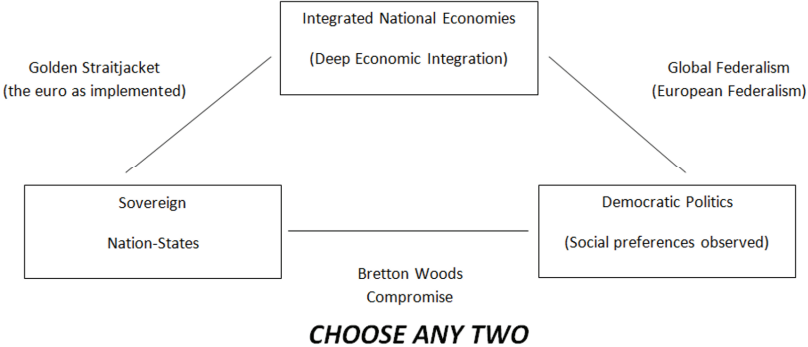 Integrated National Economies
(Deep Economic Integration)
Golden Straitjacket
(the euro as implemented)
Global Federalism
(European Federalism)
Sovereign
Nation-States
Democratic Politics
(Social preferences observed)
Bretton Woods
Compromise
CHOOSE ANY TWO